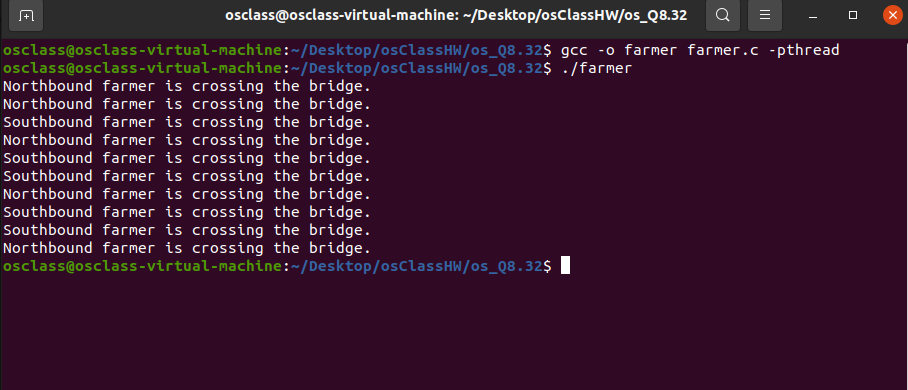 osclass@osclass-virtual-machine: ~/Desktop/osClassHW/os_Q8.32
osclass@osclass-virtual-machine:~/Desktop/osClassHW/os_Q8.32$ gcc -o farmer farmer.c -pthread
osclass@osclass-virtual-machine:~/Desktop/osClassHW/os_Q8.32$ ./farmer
Northbound farmer is crossing the bridge.
Northbound farmer is crossing the bridge.
Southbound farmer is crossing the bridge.
Northbound farmer is crossing the bridge.
Southbound farmer is crossing the bridge.
Southbound farmer is crossing the bridge.
Northbound farmer is crossing the bridge.
Southbound farmer is crossing the bridge.
Southbound farmer is crossing the bridge.
Northbound farmer is crossing the bridge.
osclass@osclass-virtual-machine:~/Desktop/osClassHW/os_Q8.32$